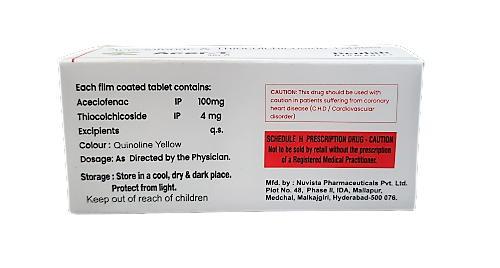 Each film coated tablet contains:
Aceclofenac IP 100mg
Thiocolchicoside IP 4 mg
Excipients q.s.
Colour : Quinoline Yellow
Dosage: As Directed by the Physician.
Storage : Store in a cool, dry & dark place.
Protect from light.
Keep out of reach of children
CAUTION: This drug should be used with
caution in patients suffering from coronary
heart disease (C.H.D / Cardiovascular
disorder)
SCHEDULE H PRESCRIPTION DRUG - CAUTION
Not to be sold by retail without the prescription
of a Registered Medical Practitioner.
Mfd. by : Nuvista Pharmaceuticals Pvt. Ltd.
Plot No. 48, Phase II, IDA, Mallapur,
Medchal, Malkajgiri, Hyderabad-500 076.